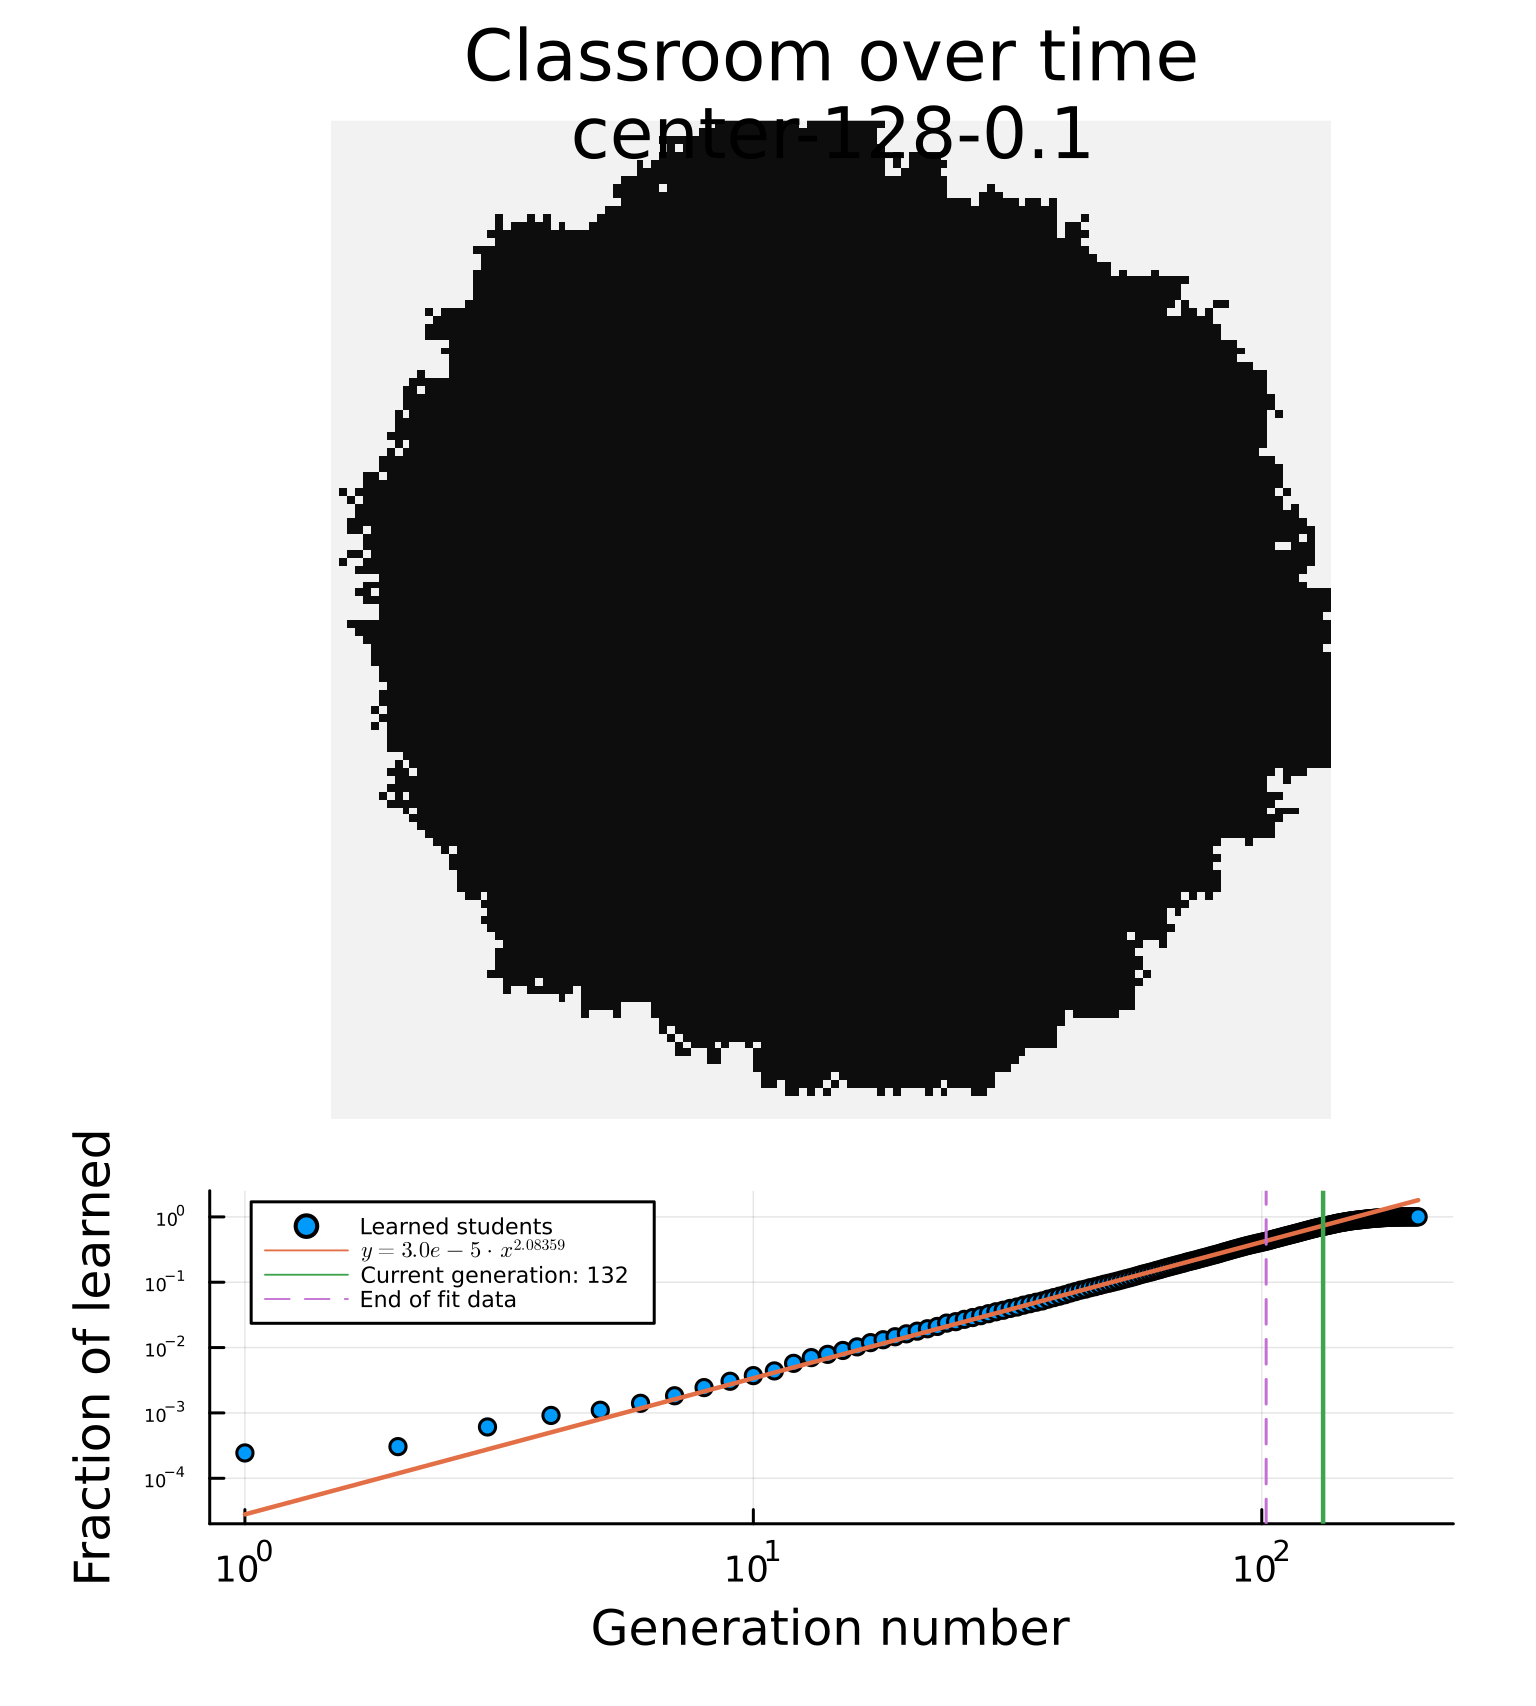 Classroom over time
center-128-0.1
Fraction of learned
10^0
10^-1
10^-2
10^-3
10^-4
Learned students
y = 3.0e − 5 · x^2.08359
Current generation: 132
End of fit data
10^0 10^1 10^2
Generation number